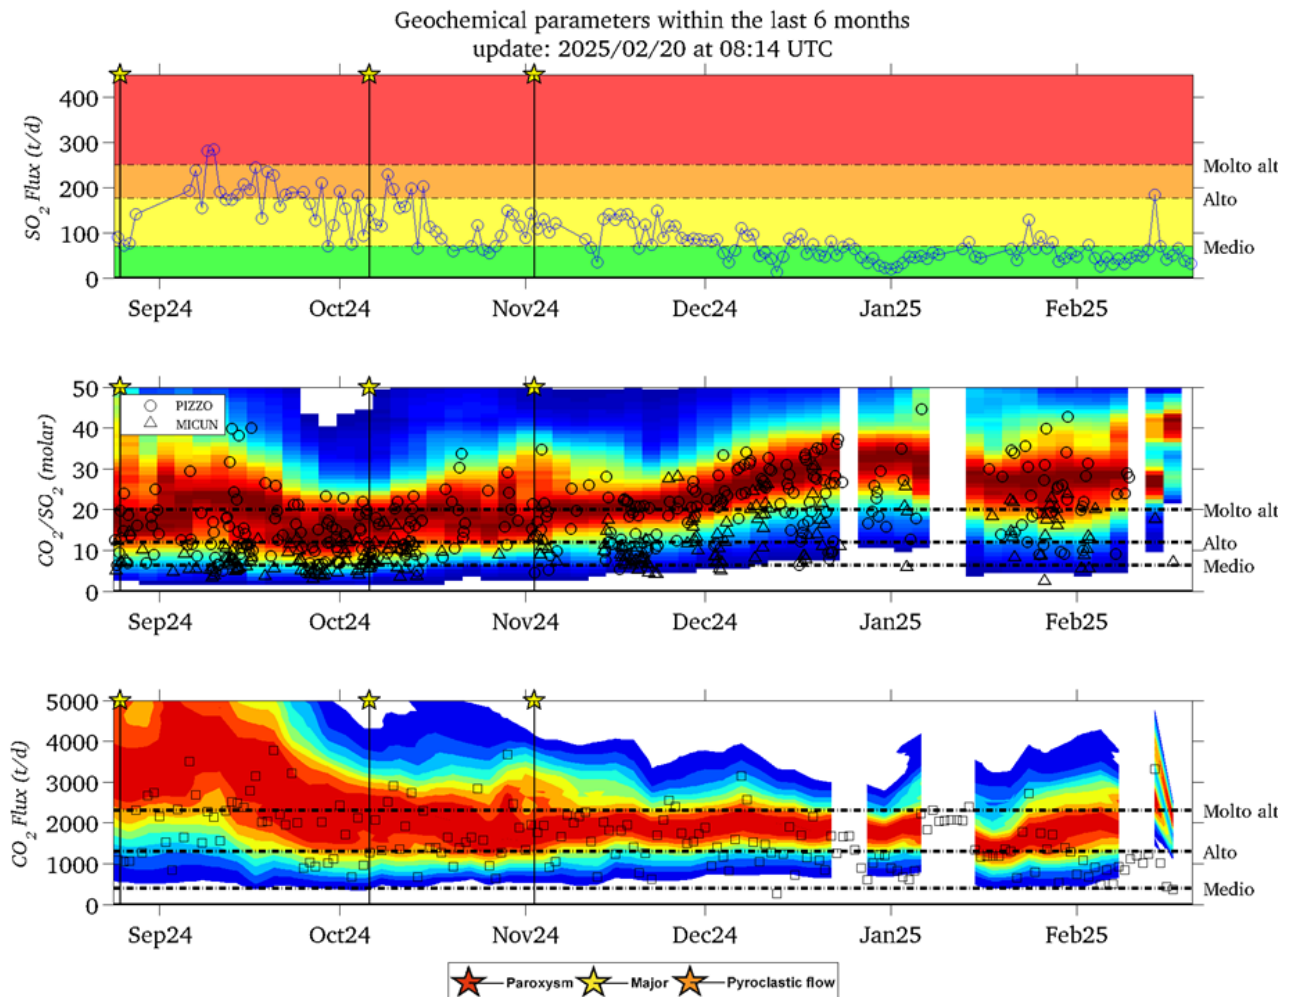 Geochemical parameters within the last 6 months
update: 2025/02/20 at 08:14 UTC
SO2 Flux (t/d)
400
300
200
100
0
Molto alt
Alto
Medio
Sep24 Oct24 Nov24 Dec24 Jan25 Feb25
CO2/SO2 (molar)
50
40
30
20
10
0
PIZZO
MICUN
Molto alt
Alto
Medio
Sep24 Oct24 Nov24 Dec24 Jan25 Feb25
CO2 Flux (t/d)
5000
4000
3000
2000
1000
0
Molto alt
Alto
Medio
Sep24 Oct24 Nov24 Dec24 Jan25 Feb25
Paroxysm Major Pyroclastic flow